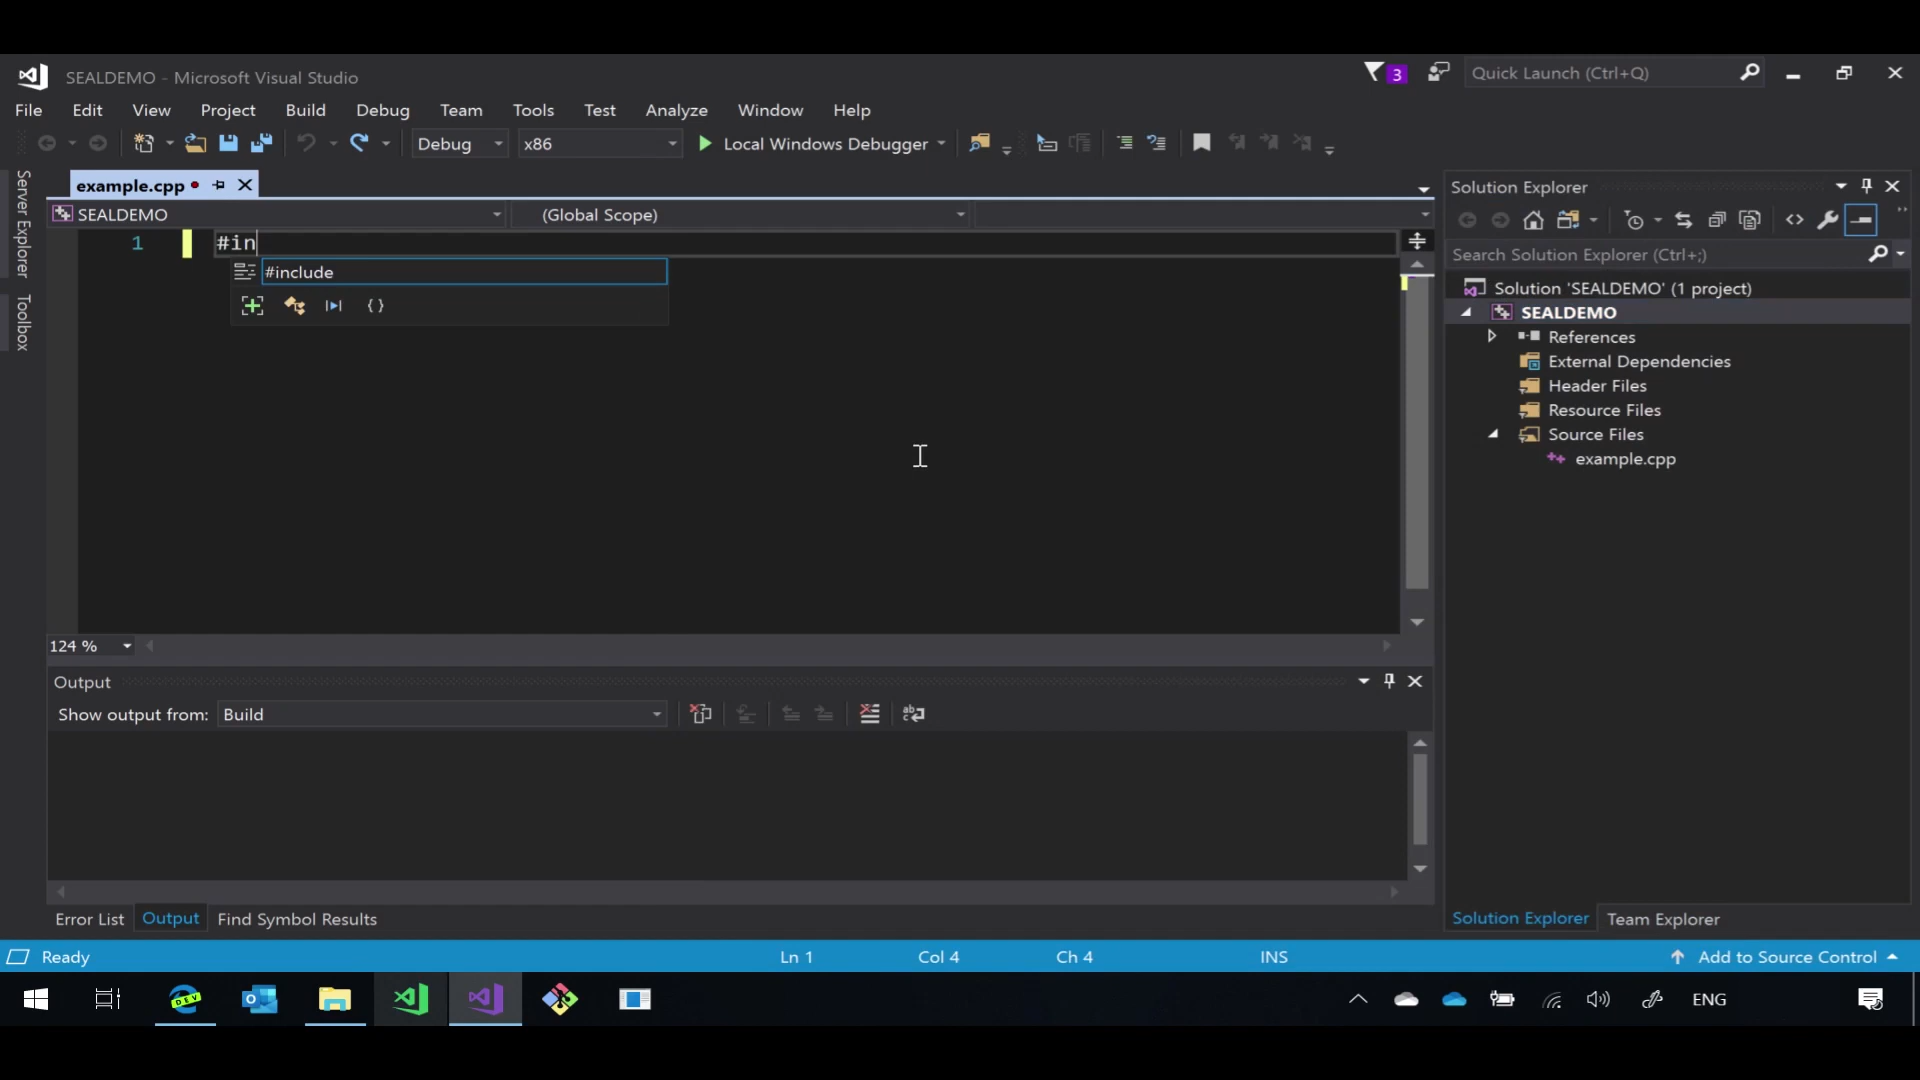 SEALDEMO - Microsoft Visual Studio
3
Quick Launch (Ctrl+Q)
File Edit View Project Build Debug Team Tools Test Analyze Window Help
Debug x86 Local Windows Debugger
Server Explorer
Toolbox
example.cpp
SEALDEMO (Global Scope)
1 #in
#include
{ }
124 %
Output
Show output from: Build
Error List Output Find Symbol Results
Solution Explorer
Search Solution Explorer (Ctrl+;)
Solution 'SEALDEMO' (1 project)
SEALDEMO
References
External Dependencies
Header Files
Resource Files
Source Files
example.cpp
Solution Explorer Team Explorer
Ready Ln 1 Col 4 Ch 4 INS Add to Source Control
DEV
ENG